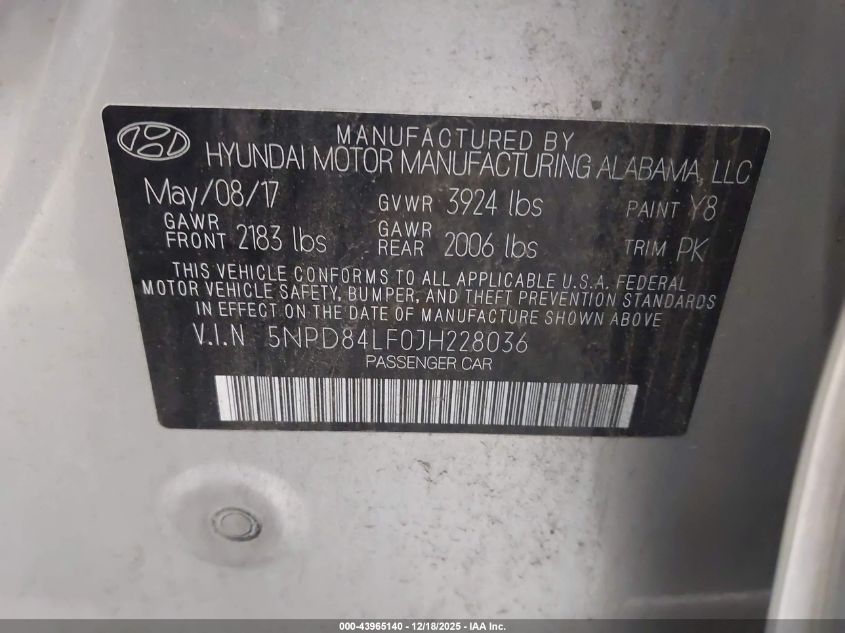 MANUFACTURED BY
HYUNDAI MOTOR MANUFACTURING ALABAMA, LLC
May/08/17 GVWR 3924 lbs PAINT Y8
GAWR FRONT 2183 lbs GAWR REAR 2006 lbs TRIM PK
THIS VEHICLE CONFORMS TO ALL APPLICABLE U.S.A. FEDERAL
MOTOR VEHICLE SAFETY, BUMPER, AND THEFT PREVENTION STANDARDS
IN EFFECT ON THE DATE OF MANUFACTURE SHOWN ABOVE
V.I.N 5NPD84LF0JH228036
PASSENGER CAR
000-43965140 - 12/18/2025 - IAA Inc.